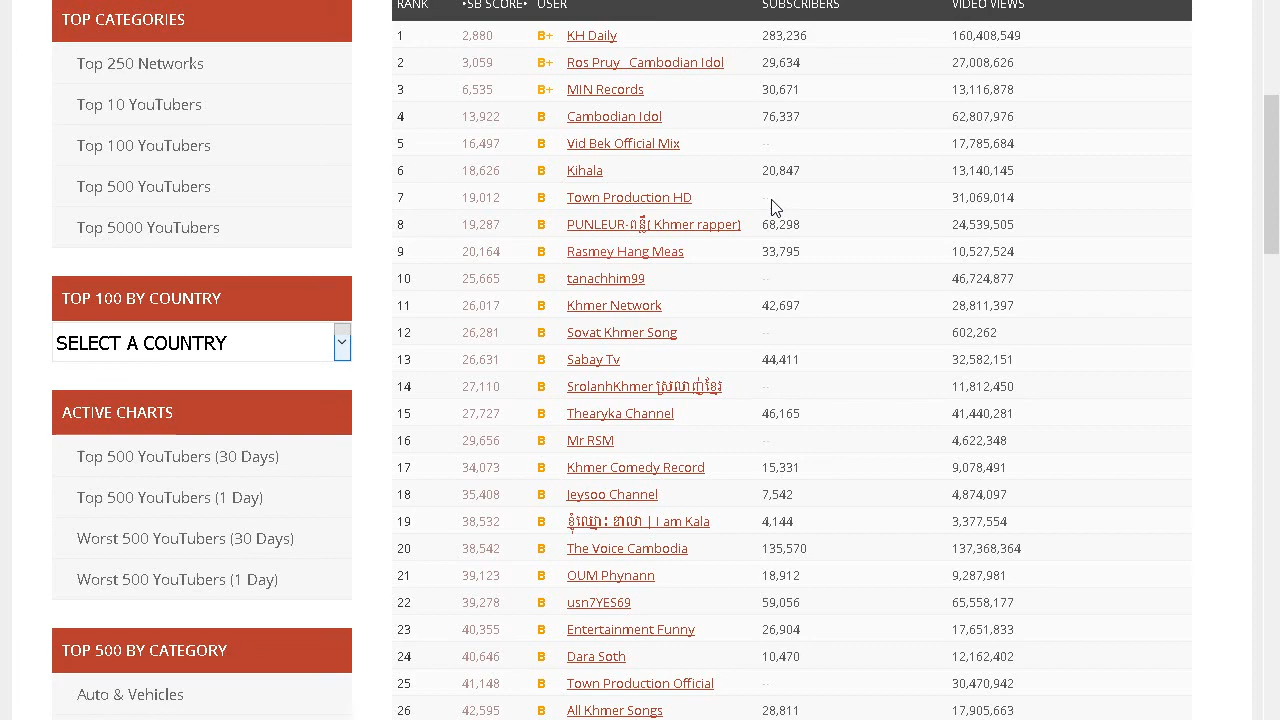 TOP CATEGORIES
Top 250 Networks
Top 10 YouTubers
Top 100 YouTubers
Top 500 YouTubers
Top 5000 YouTubers
TOP 100 BY COUNTRY
SELECT A COUNTRY
ACTIVE CHARTS
Top 500 YouTubers (30 Days)
Top 500 YouTubers (1 Day)
Worst 500 YouTubers (30 Days)
Worst 500 YouTubers (1 Day)
TOP 500 BY CATEGORY
Auto & Vehicles
RANK •SB SCORE• USER SUBSCRIBERS VIDEO VIEWS
1 2,880 B+ KH Daily 283,236 160,408,549
2 3,059 B+ Ros Pruy_ Cambodian Idol 29,634 27,008,626
3 6,535 B+ MIN Records 30,671 13,116,878
4 13,922 B Cambodian Idol 76,337 62,807,976
5 16,497 B Vid Bek Official Mix -- 17,785,684
6 18,626 B Kihala 20,847 13,140,145
7 19,012 B Town Production HD -- 31,069,014
8 19,287 B PUNLEUR-ពន្លឺ( Khmer rapper) 68,298 24,539,505
9 20,164 B Rasmey Hang Meas 33,795 10,527,524
10 25,665 B tanachhim99 -- 46,724,877
11 26,017 B Khmer Network 42,697 28,811,397
12 26,281 B Sovat Khmer Song -- 602,262
13 26,631 B Sabay Tv 44,411 32,582,151
14 27,110 B SrolanhKhmer ស្រលាញ់ខ្មែរ -- 11,812,450
15 27,727 B Thearyka Channel 46,165 41,440,281
16 29,656 B Mr RSM -- 4,622,348
17 34,073 B Khmer Comedy Record 15,331 9,078,491
18 35,408 B Jeysoo Channel 7,542 4,874,097
19 38,532 B ខ្ញុំឈ្មោះ ខាលា | I am Kala 4,144 3,377,554
20 38,542 B The Voice Cambodia 135,570 137,368,364
21 39,123 B OUM Phynann 18,912 9,287,981
22 39,278 B usn7YES69 59,056 65,558,177
23 40,355 B Entertainment Funny 26,904 17,651,833
24 40,646 B Dara Soth 10,470 12,162,402
25 41,148 B Town Production Official -- 30,470,942
26 42,595 B All Khmer Songs 28,811 17,905,663